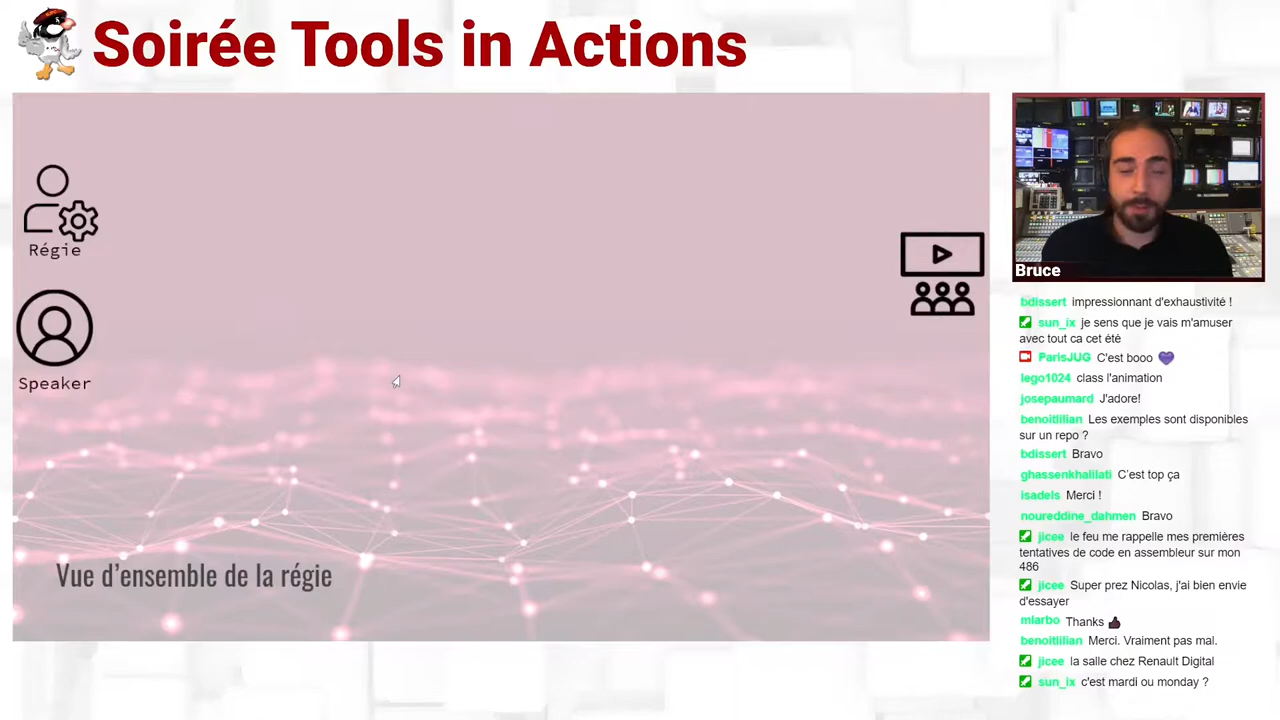 Soirée Tools in Actions
Régie
Speaker
Vue d'ensemble de la régie
Bruce
bdissert impressionnant d'exhaustivité !
sun_ix je sens que je vais m'amuser
avec tout ca cet été
ParisJUG C'est booo 💜
lego1024 class l'animation
josepaumard J'adore!
benoitlilian Les exemples sont disponibles
sur un repo ?
bdissert Bravo
ghassenkhalilati C'est top ça
isadels Merci !
noureddine_dahmen Bravo
jicee le feu me rappelle mes premières
tentatives de code en assembleur sur mon
486
jicee Super prez Nicolas, j'ai bien envie
d'essayer
mlarbo Thanks 👍🏿
benoitlilian Merci. Vraiment pas mal.
jicee la salle chez Renault Digital
sun_ix c'est mardi ou monday ?